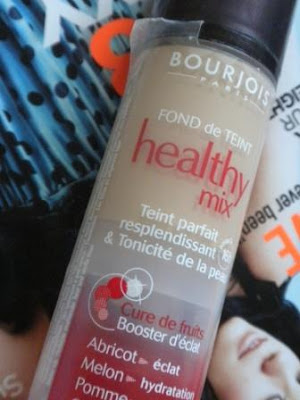 BOURJOIS
PARIS
FOND de TEINT
healthy
mix
Teint parfait
resplendissant
& Tonicité de la
Cure de fruits
Booster d'éclat
Abricot éclat
Melon hydratation
Pomme